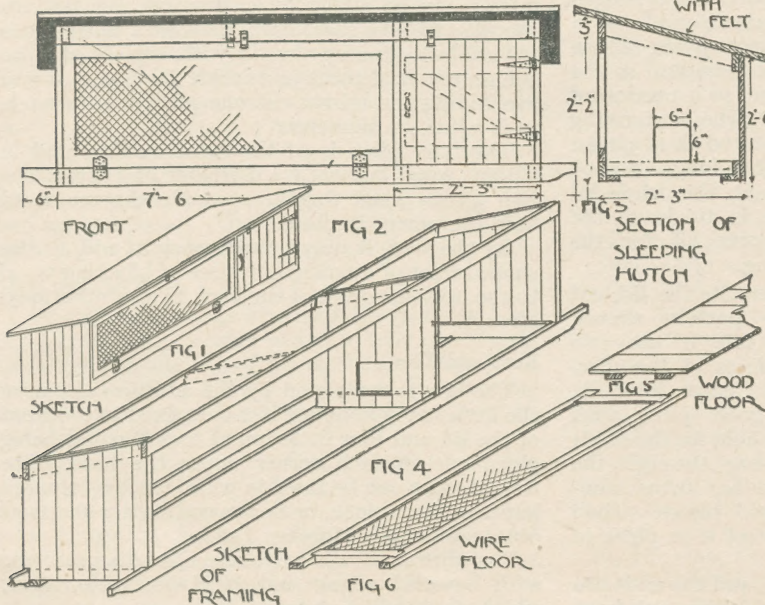 WITH
FELT
3"
2'-2"
6"
6"
6"
7'-6
2'-3"
2'-3"
FRONT
FIG 2
FIG 3
SECTION OF
SLEEPING
HUTCH
FIG 1
SKETCH
FIG 4
FIG 5
WOOD
FLOOR
SKETCH
OF
FRAMING
FIG 6
WIRE
FLOOR